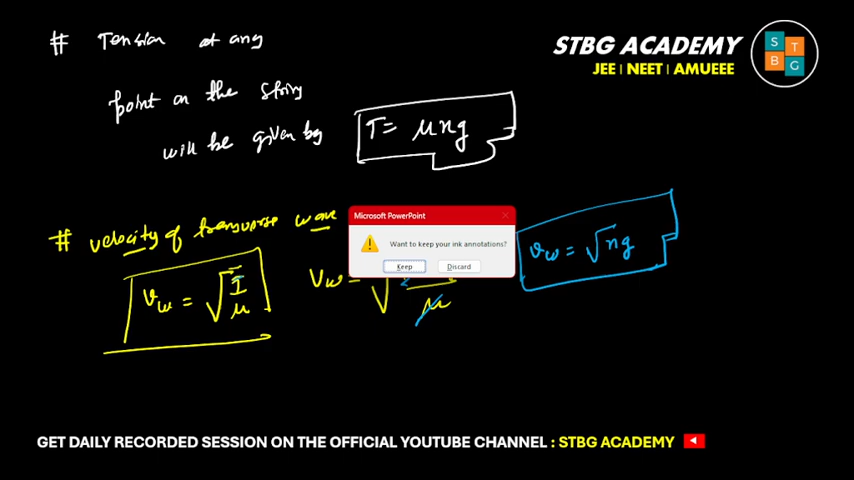 # Tension at any
point on the string
will be given by
T = μxg
STBG ACADEMY
JEE | NEET | AMUEEE
S T B G
# velocity of transverse wave
v_w = √(T/μ)
v_w =
μ
v_w = √xg
Microsoft PowerPoint
Want to keep your ink annotations?
Keep Discard
GET DAILY RECORDED SESSION ON THE OFFICIAL YOUTUBE CHANNEL : STBG ACADEMY